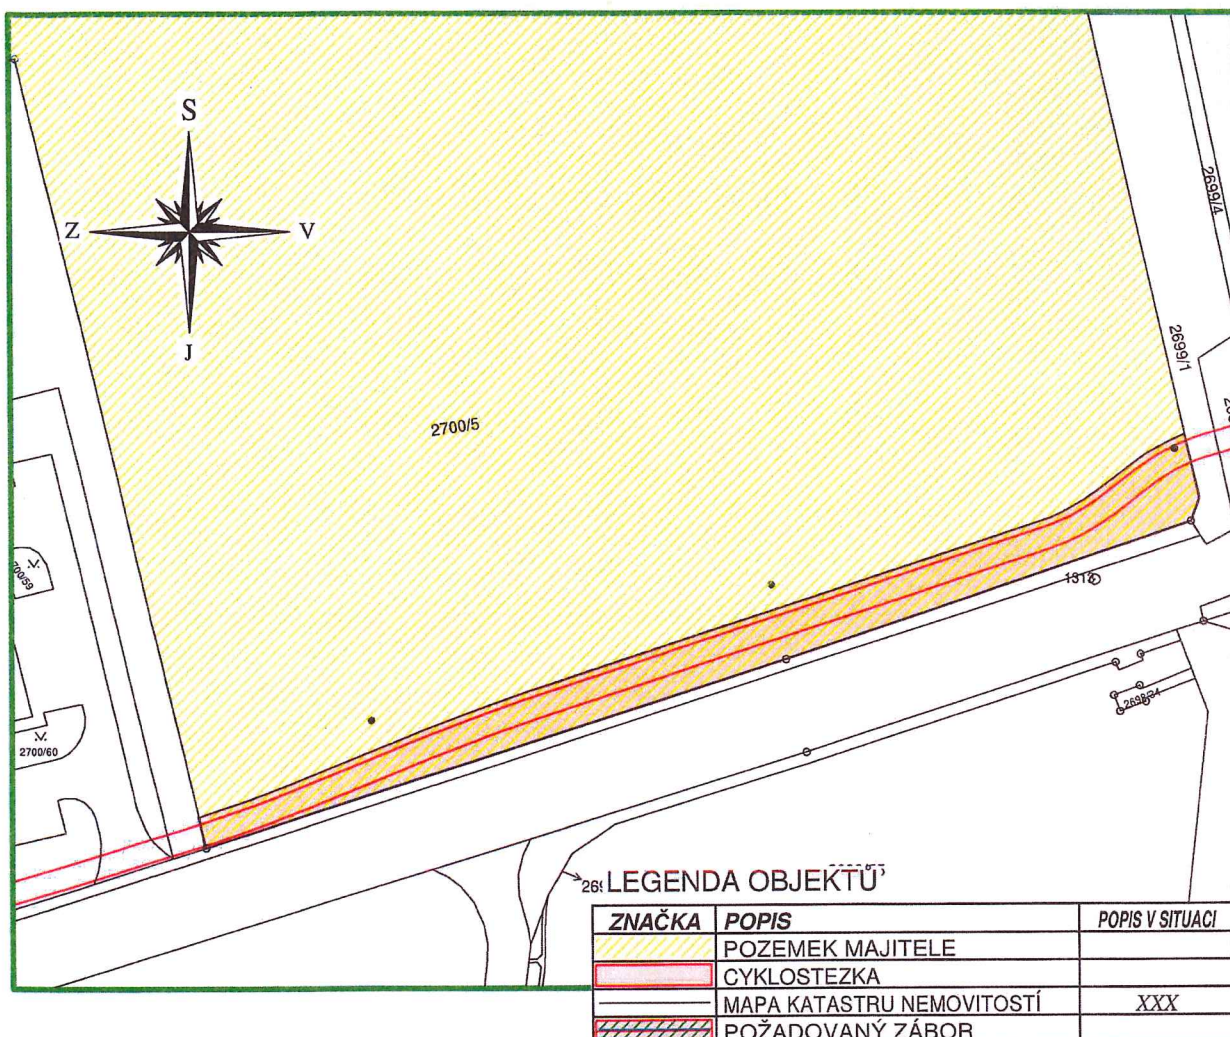 S
Z V
J
2699/4
2699/1
2700/5
1313
2700/60
LEGENDA OBJEKTŮ
ZNAČKA POPIS POPIS V SITUACI
POZEMEK MAJITELE
CYKLOSTEZKA
MAPA KATASTRU NEMOVITOSTÍ XXX
POŽADOVANÝ ZÁBOR